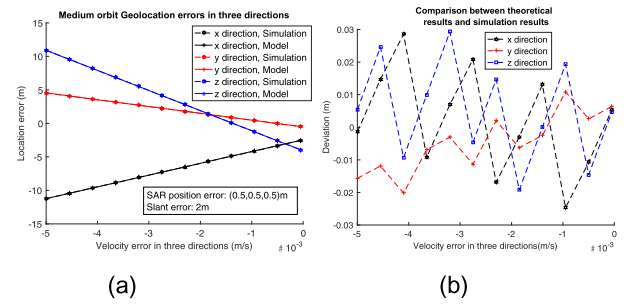 Medium orbit Geolocation errors in three directions
15
10
5
0
-5
-10
-15
Location error (m)
x direction, Simulation
x direction, Model
y direction, Simulation
y direction, Model
z direction, Simulation
z direction, Model
SAR position error: (0.5,0.5,0.5)m
Slant error: 2m
-5 -4 -3 -2 -1 0
Velocity error in three directions (m/s) # 10⁻³
(a)
Comparison between theoretical
results and simulation results
0.03
0.02
0.01
0
-0.01
-0.02
-0.03
Deviation (m)
x direction
y direction
z direction
-5 -4 -3 -2 -1 0
Velocity error in three directions(m/s) # 10⁻³
(b)